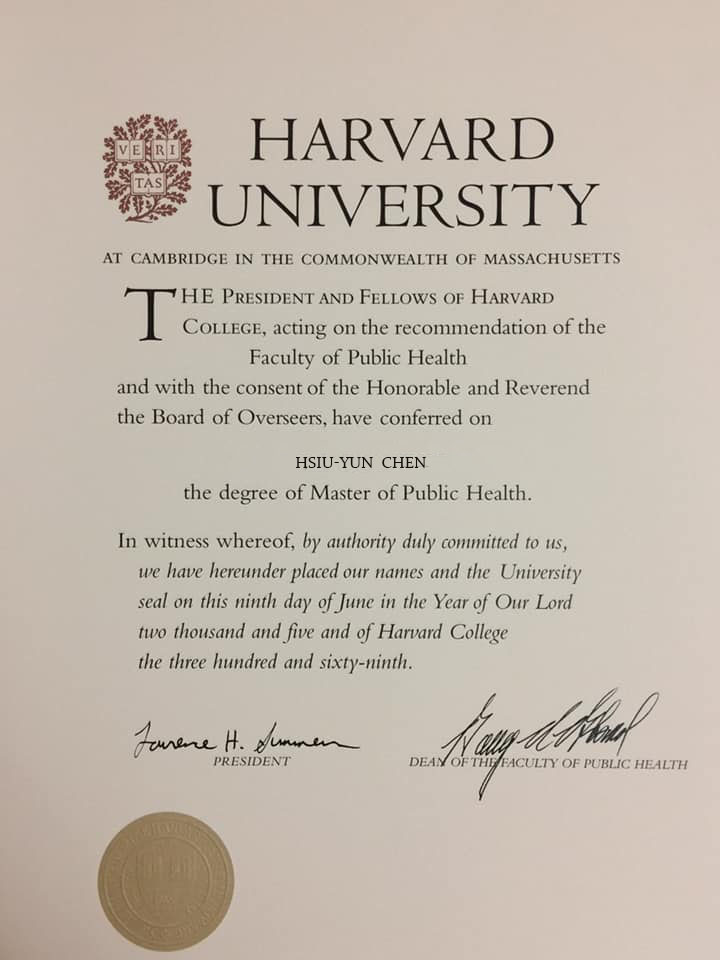 VE RI
TAS
HARVARD
UNIVERSITY
AT CAMBRIDGE IN THE COMMONWEALTH OF MASSACHUSETTS
THE PRESIDENT AND FELLOWS OF HARVARD
COLLEGE, acting on the recommendation of the
Faculty of Public Health
and with the consent of the Honorable and Reverend
the Board of Overseers, have conferred on
HSIU-YUN CHEN
the degree of Master of Public Health.
In witness whereof, by authority duly committed to us,
we have hereunder placed our names and the University
seal on this ninth day of June in the Year of Our Lord
two thousand and five and of Harvard College
the three hundred and sixty-ninth.
Lawrence H. Summers
PRESIDENT
DEAN OF THE FACULTY OF PUBLIC HEALTH